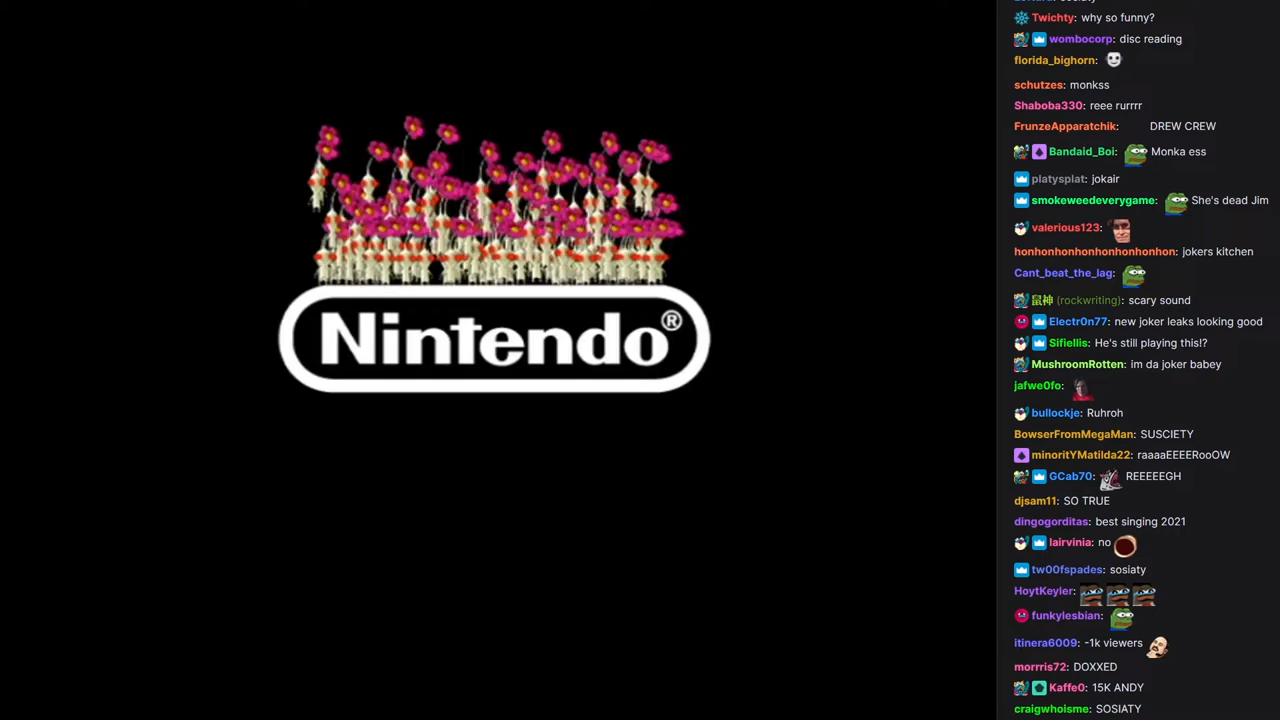 Nintendo®
Twichty: why so funny?
wombocorp: disc reading
florida_bighorn:
schutzes: monkss
Shaboba330: reee rurrr
FrunzeApparatchik: DREW CREW
Bandaid_Boi: Monka ess
platysplat: jokair
smokeweedeverygame: She's dead Jim
valerious123:
honhonhonhonhonhonhonhon: jokers kitchen
Cant_beat_the_lag:
鼠神 (rockwriting): scary sound
Electr0n77: new joker leaks looking good
Sifiellis: He's still playing this!?
MushroomRotten: im da joker babey
jafwe0fo:
bullockje: Ruhroh
BowserFromMegaMan: SUSCIETY
minoritYMatilda22: raaaaEEEERooOW
GCab70: REEEEEGH
djsam11: SO TRUE
dingogorditas: best singing 2021
lairvinia: no
tw00fspades: sosiaty
HoytKeyler:
funkylesbian:
itinera6009: -1k viewers
morrris72: DOXXED
Kaffe0: 15K ANDY
craigwhoisme: SOSIATY